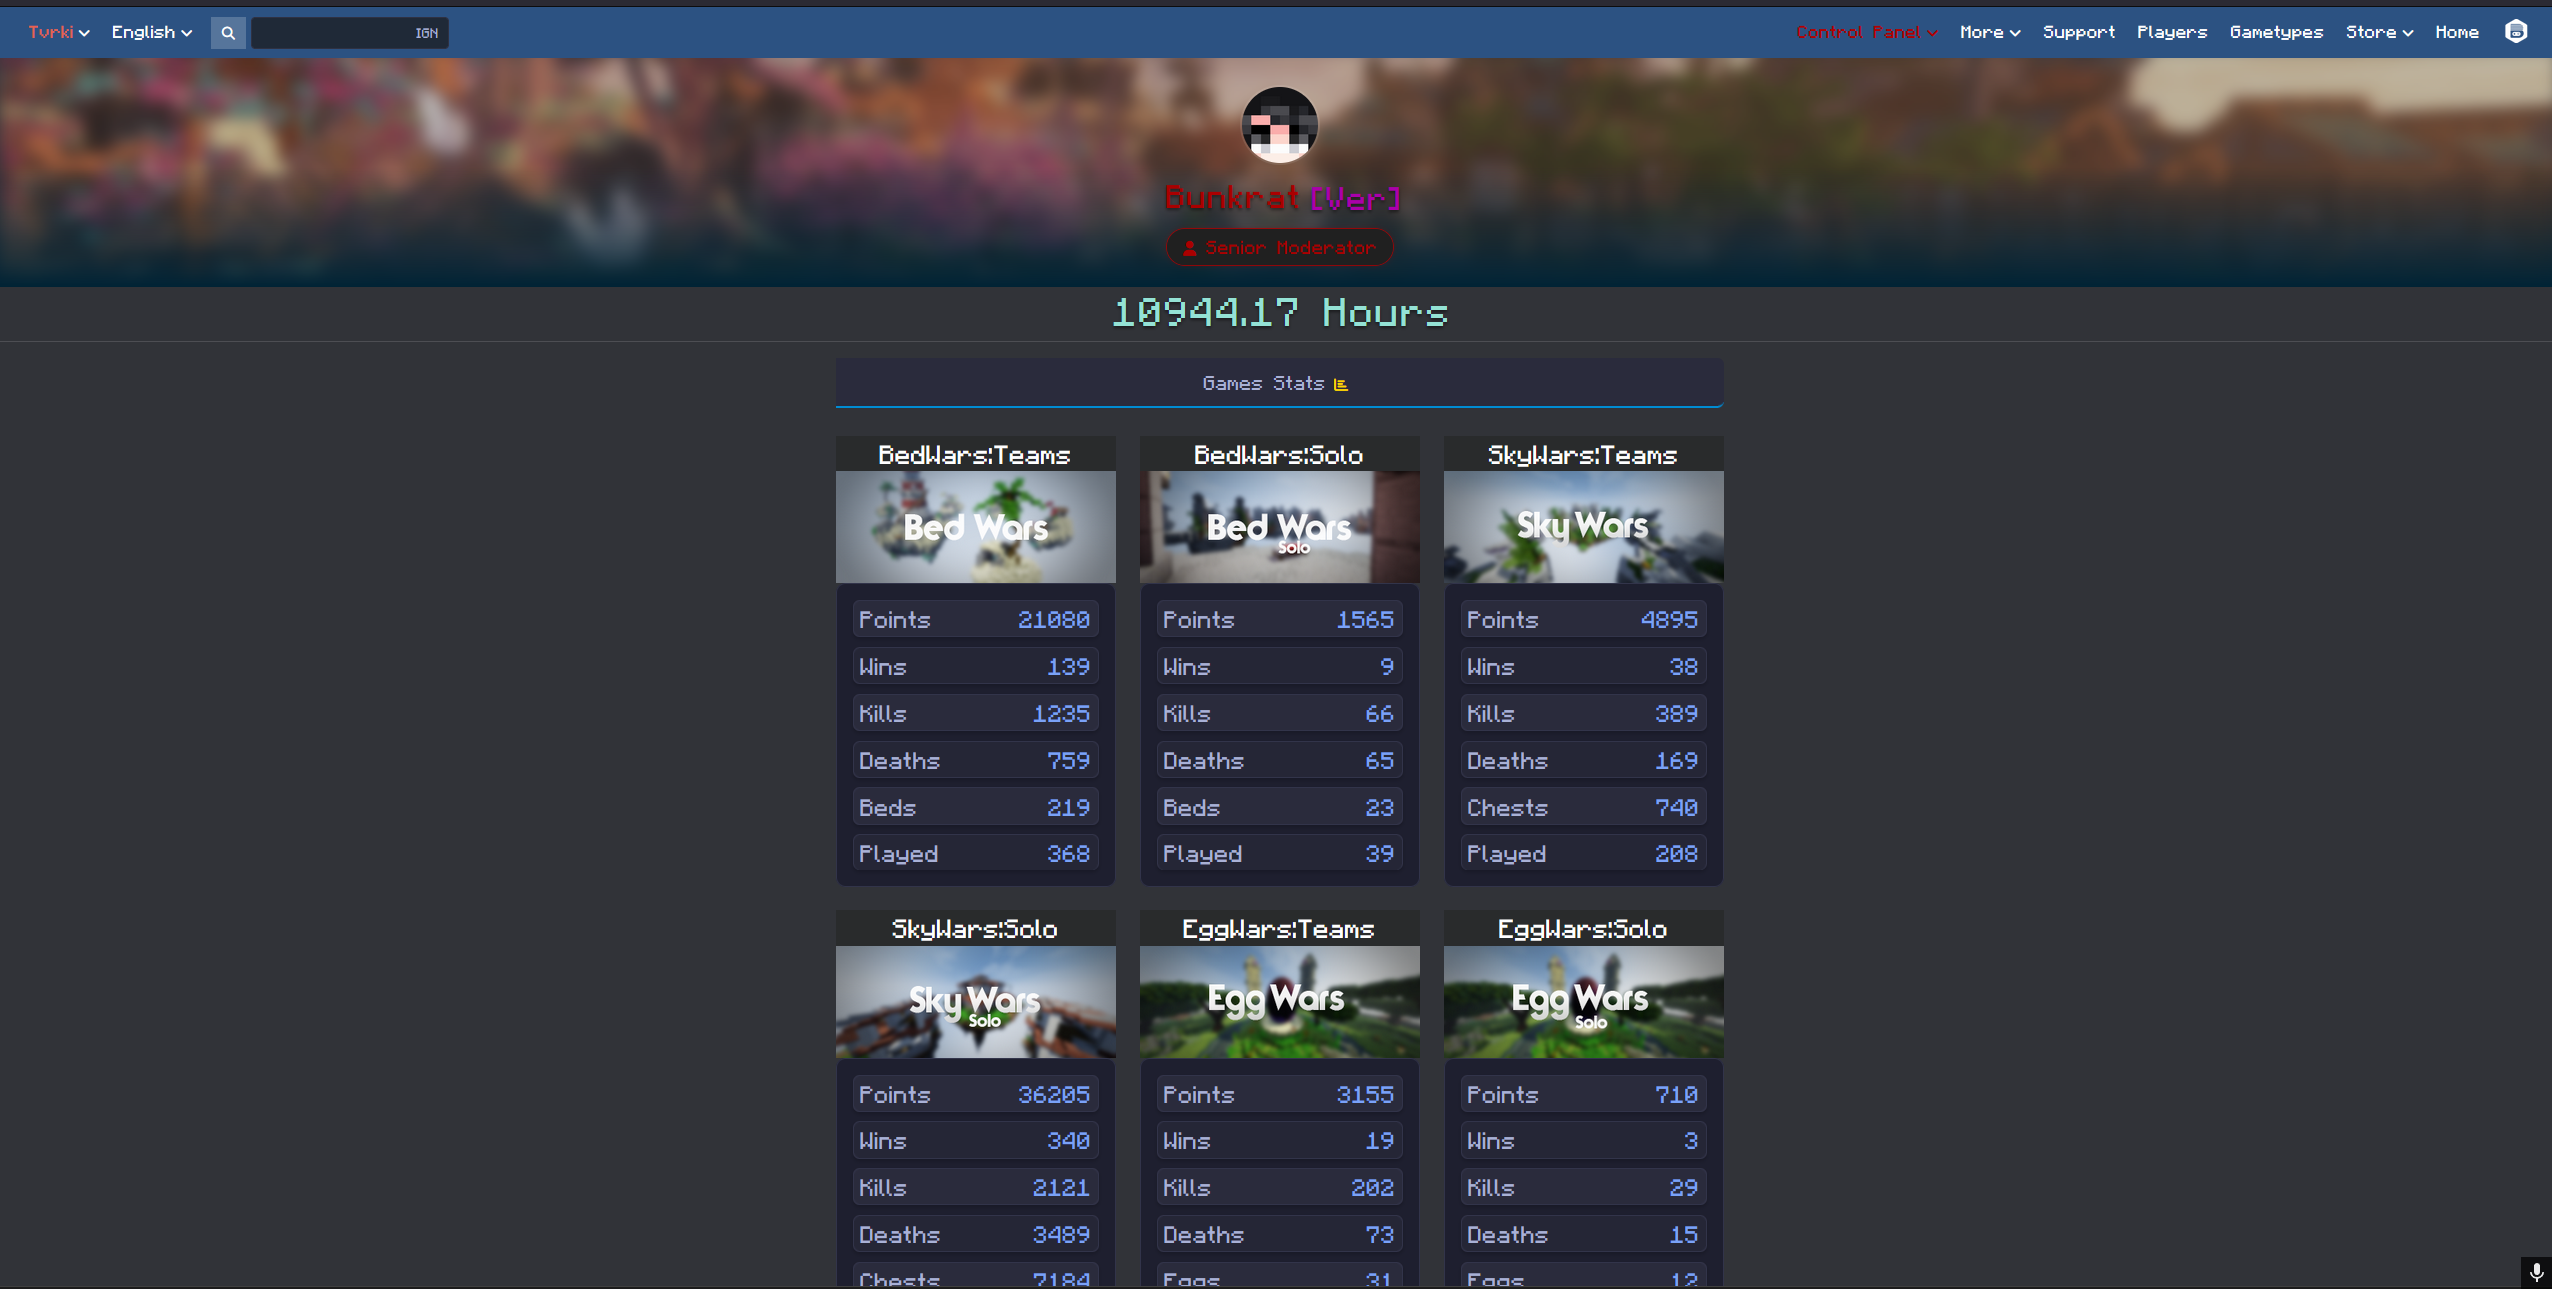 Tvrki English IGN Control Panel More Support Players Gametypes Store Home
Bunkrat [Ver]
Senior Moderator
10944.17 Hours
Games Stats
BedWars:Teams
Bed Wars
Points 21080
Wins 139
Kills 1235
Deaths 759
Beds 219
Played 368
BedWars:Solo
Bed Wars
Solo
Points 1565
Wins 9
Kills 66
Deaths 65
Beds 23
Played 39
SkyWars:Teams
Sky Wars
Points 4895
Wins 38
Kills 389
Deaths 169
Chests 740
Played 208
SkyWars:Solo
Sky Wars
Solo
Points 36205
Wins 340
Kills 2121
Deaths 3489
Chests 7184
EggWars:Teams
Egg Wars
Points 3155
Wins 19
Kills 202
Deaths 73
Eggs 31
EggWars:Solo
Egg Wars
Solo
Points 710
Wins 3
Kills 29
Deaths 15
Eggs 12